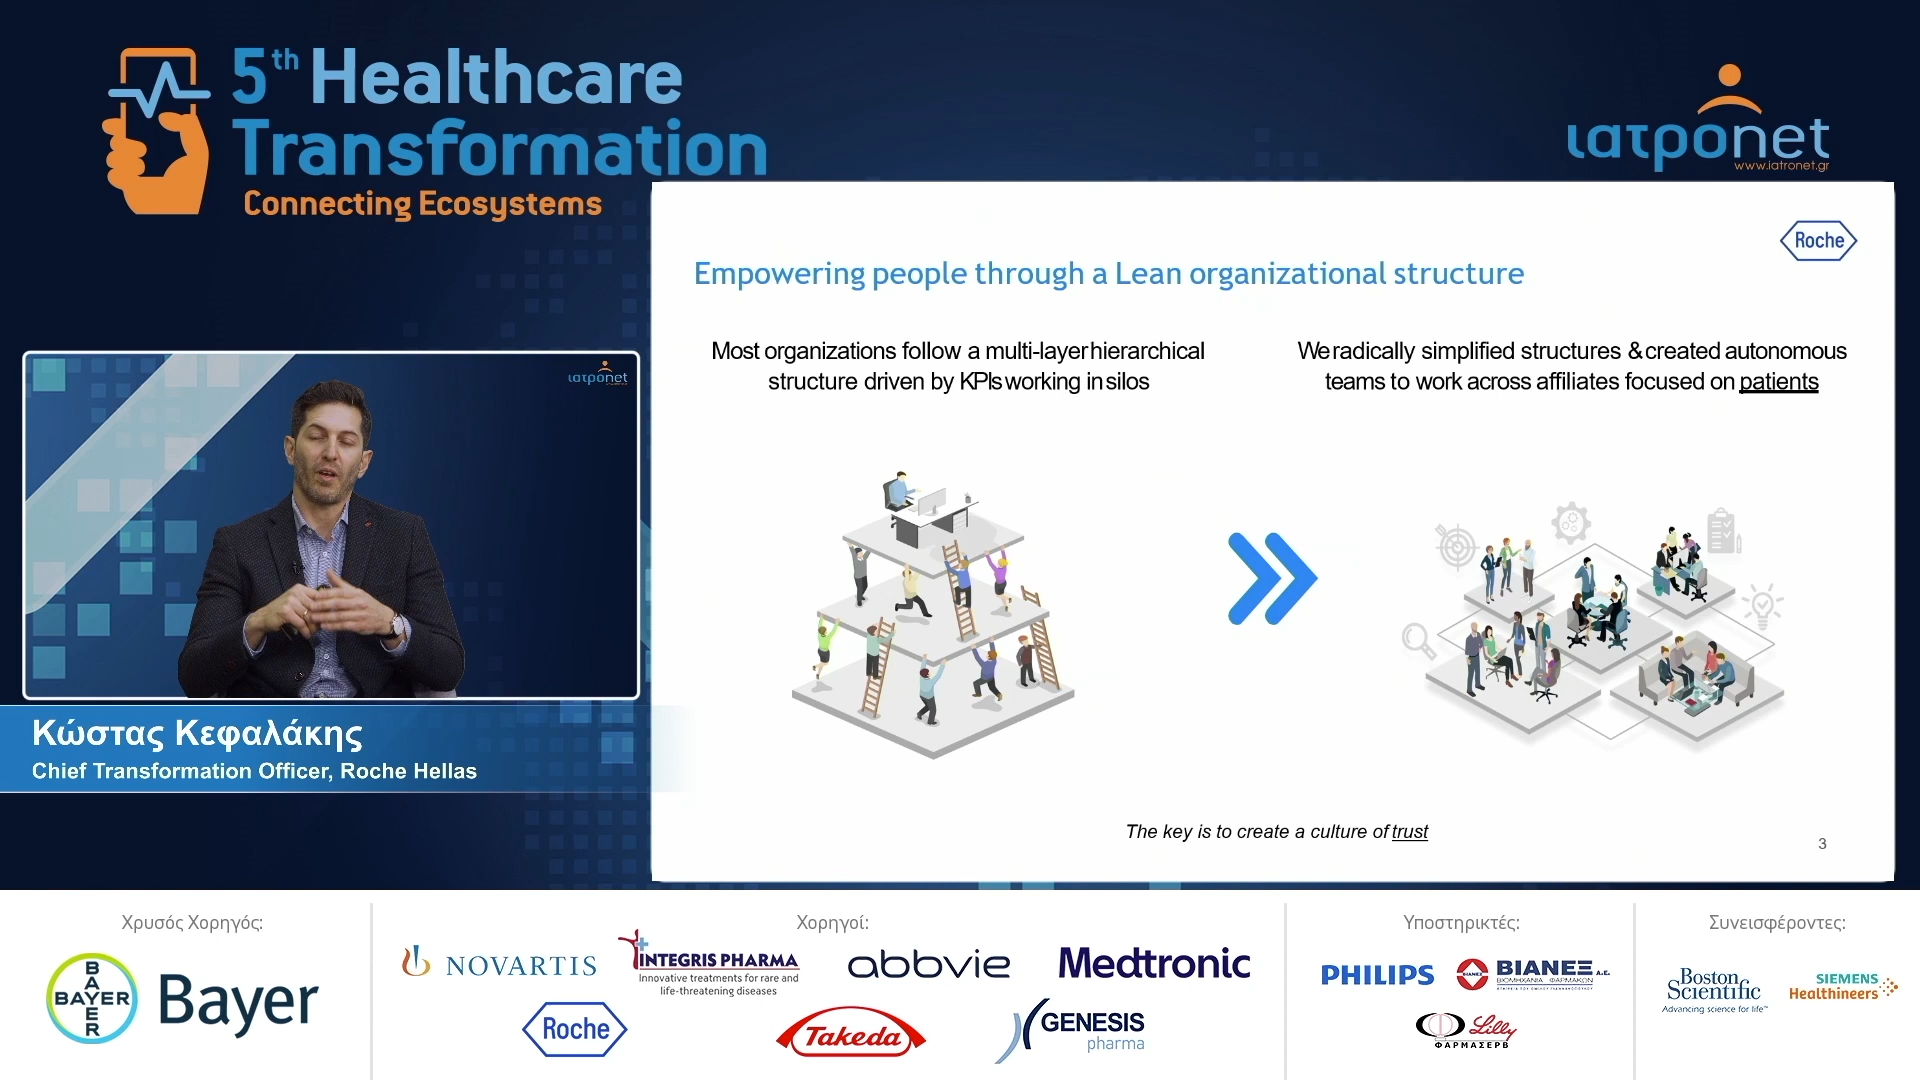 5th Healthcare
Transformation
Connecting Ecosystems
ιατροnet
www.iatronet.gr
Roche
Empowering people through a Lean organizational structure
Most organizations follow a multi-layer hierarchical
structure driven by KPIs working in silos
We radically simplified structures & created autonomous
teams to work across affiliates focused on patients
ιατροnet
Κώστας Κεφαλάκης
Chief Transformation Officer, Roche Hellas
The key is to create a culture of trust
3
Χρυσός Χορηγός:
BAYER
BAYER
Bayer
Χορηγοί:
NOVARTIS
INTEGRIS PHARMA
Innovative treatments for rare and
life-threatening diseases
abbvie
Medtronic
Roche
Takeda
GENESIS
pharma
Υποστηρικτές:
PHILIPS
BIANEX
ΒΙΑΝΕΞ Α.Ε.
ΒΙΟΜΗΧΑΝΙΑ ΦΑΡΜΑΚΩΝ
Lilly
ΦΑΡΜΑΣΕΡΒ
Συνεισφέροντες:
Boston
Scientific
Advancing science for life™
SIEMENS
Healthineers